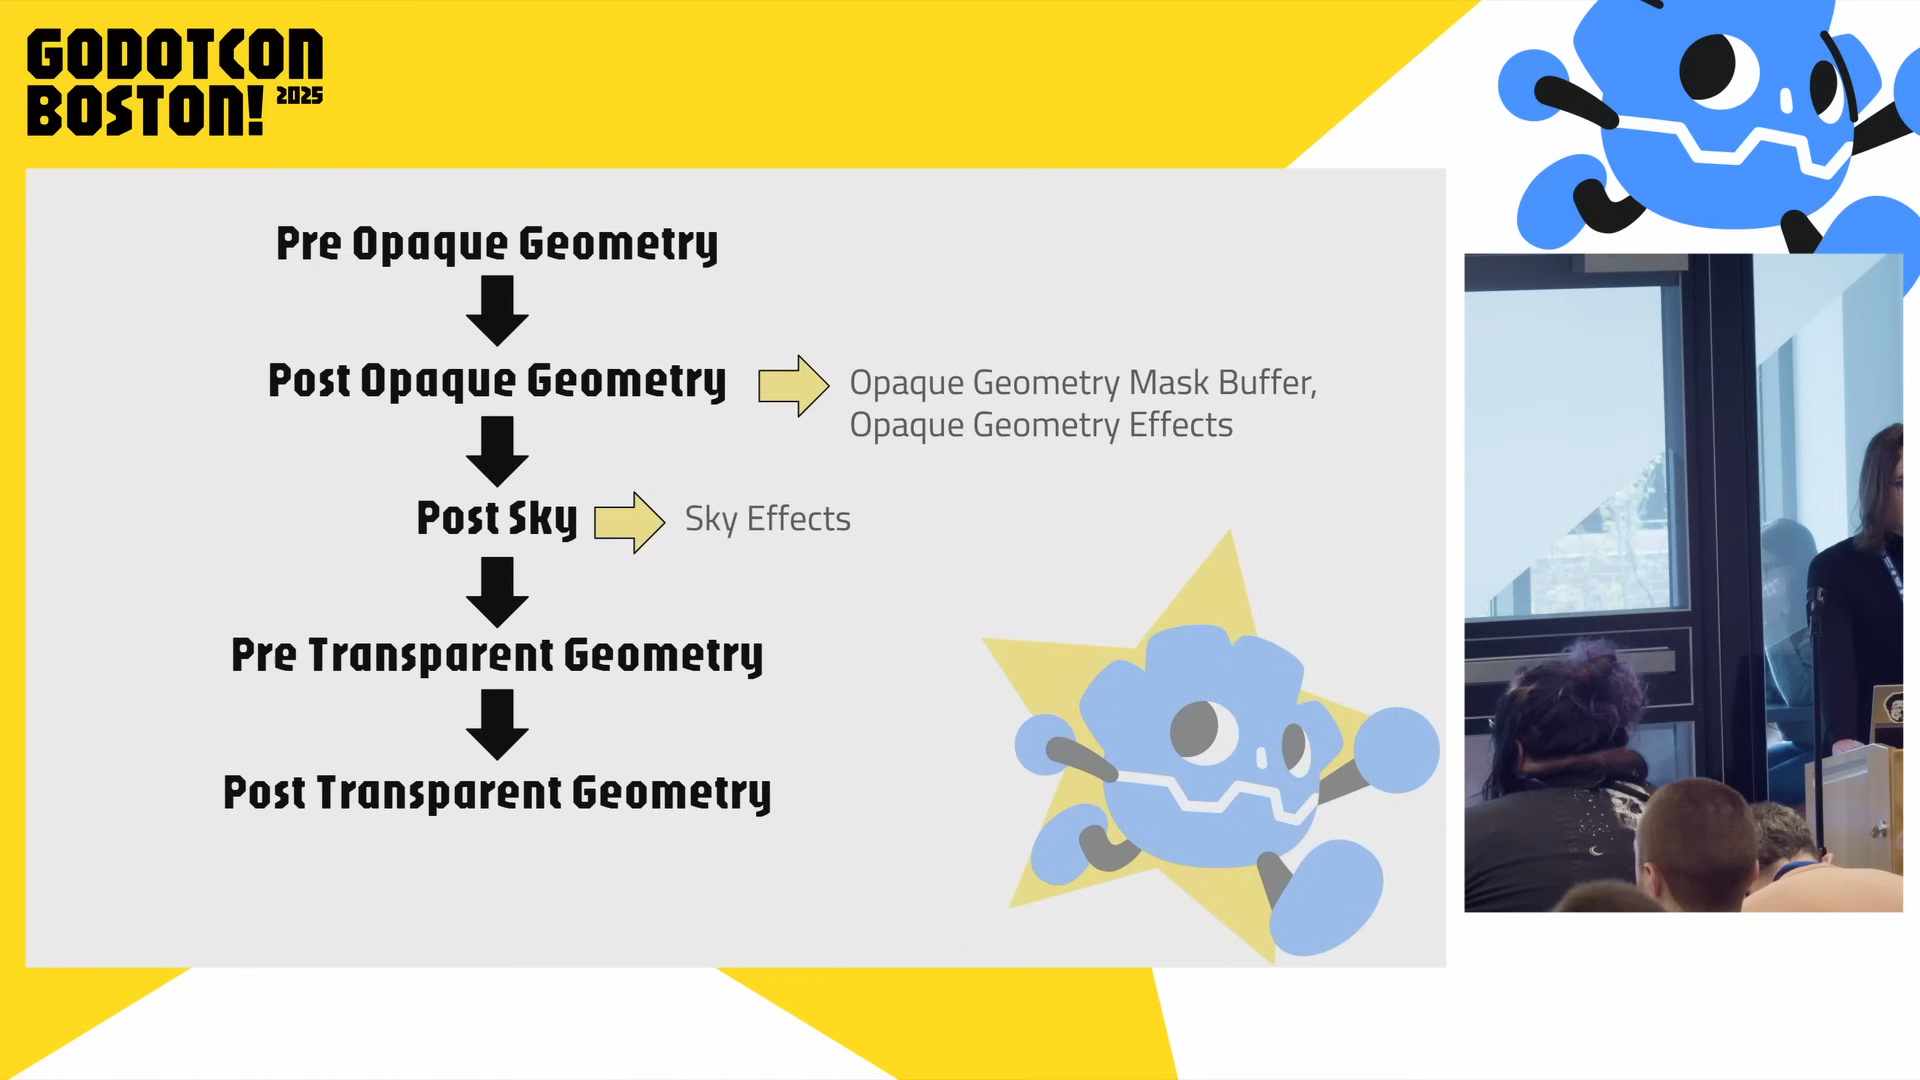 GODOTCON
BOSTON! 2025
Pre Opaque Geometry
Post Opaque Geometry
Opaque Geometry Mask Buffer,
Opaque Geometry Effects
Post Sky
Sky Effects
Pre Transparent Geometry
Post Transparent Geometry